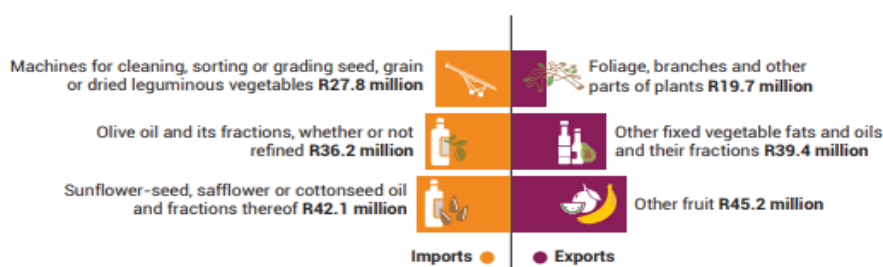 Machines for cleaning, sorting or grading seed, grain
or dried leguminous vegetables R27.8 million
Foliage, branches and other
parts of plants R19.7 million
Olive oil and its fractions, whether or not
refined R36.2 million
Other fixed vegetable fats and oils
and their fractions R39.4 million
Sunflower-seed, safflower or cottonseed oil
and fractions thereof R42.1 million
Other fruit R45.2 million
Imports
Exports